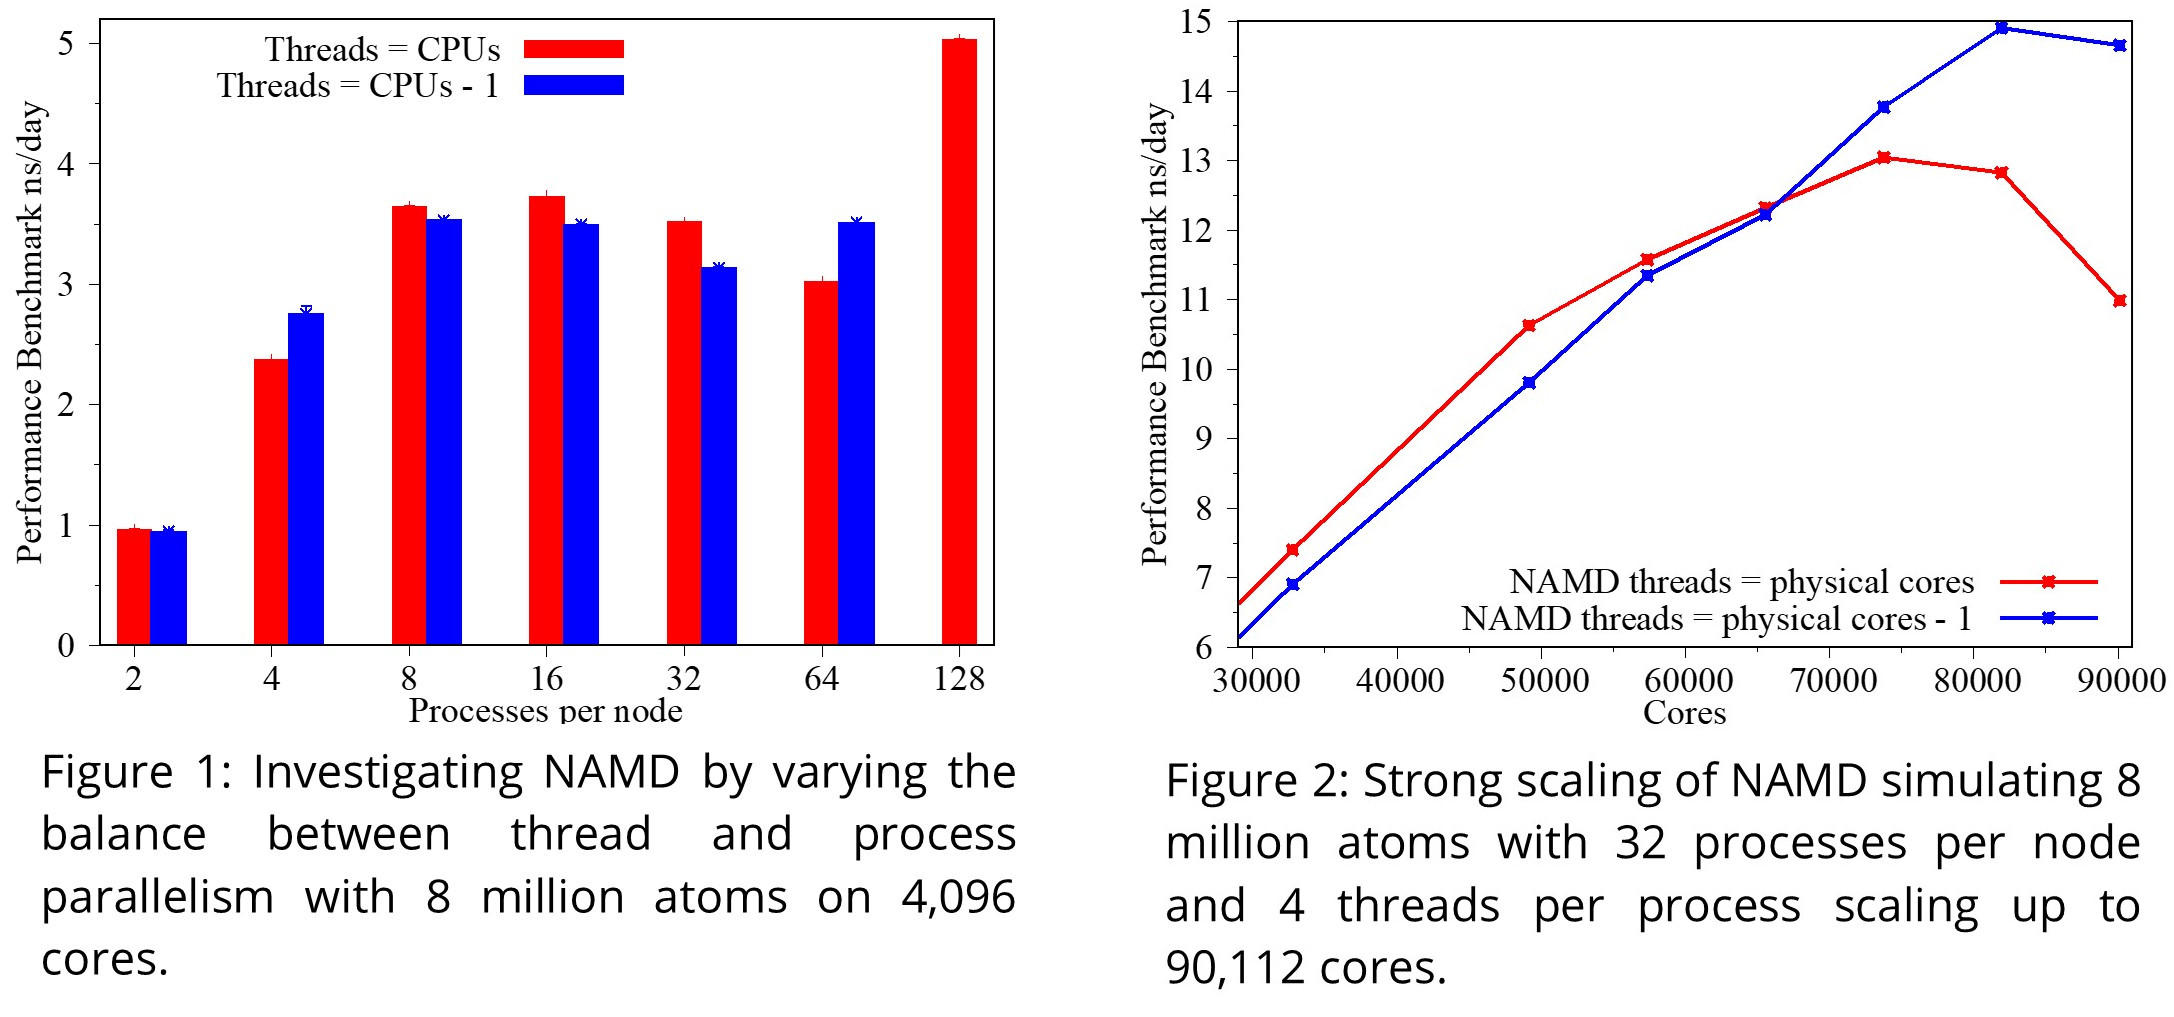 5
4
3
2
1
0
Performance Benchmark ns/day
Threads = CPUs
Threads = CPUs - 1
2 4 8 16 32 64 128
Processes per node
Figure 1: Investigating NAMD by varying the
balance between thread and process
parallelism with 8 million atoms on 4,096
cores.
15
14
13
12
11
10
9
8
7
6
Performance Benchmark ns/day
NAMD threads = physical cores
NAMD threads = physical cores - 1
30000 40000 50000 60000 70000 80000 90000
Cores
Figure 2: Strong scaling of NAMD simulating 8
million atoms with 32 processes per node
and 4 threads per process scaling up to
90,112 cores.